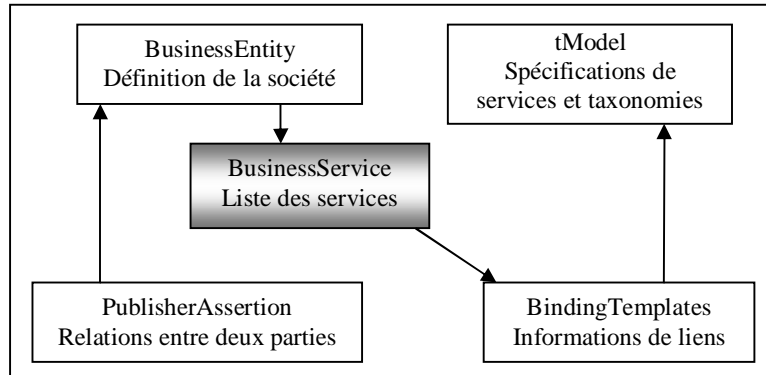 BusinessEntity
Définition de la société
tModel
Spécifications de
services et taxonomies
BusinessService
Liste des services
PublisherAssertion
Relations entre deux parties
BindingTemplates
Informations de liens